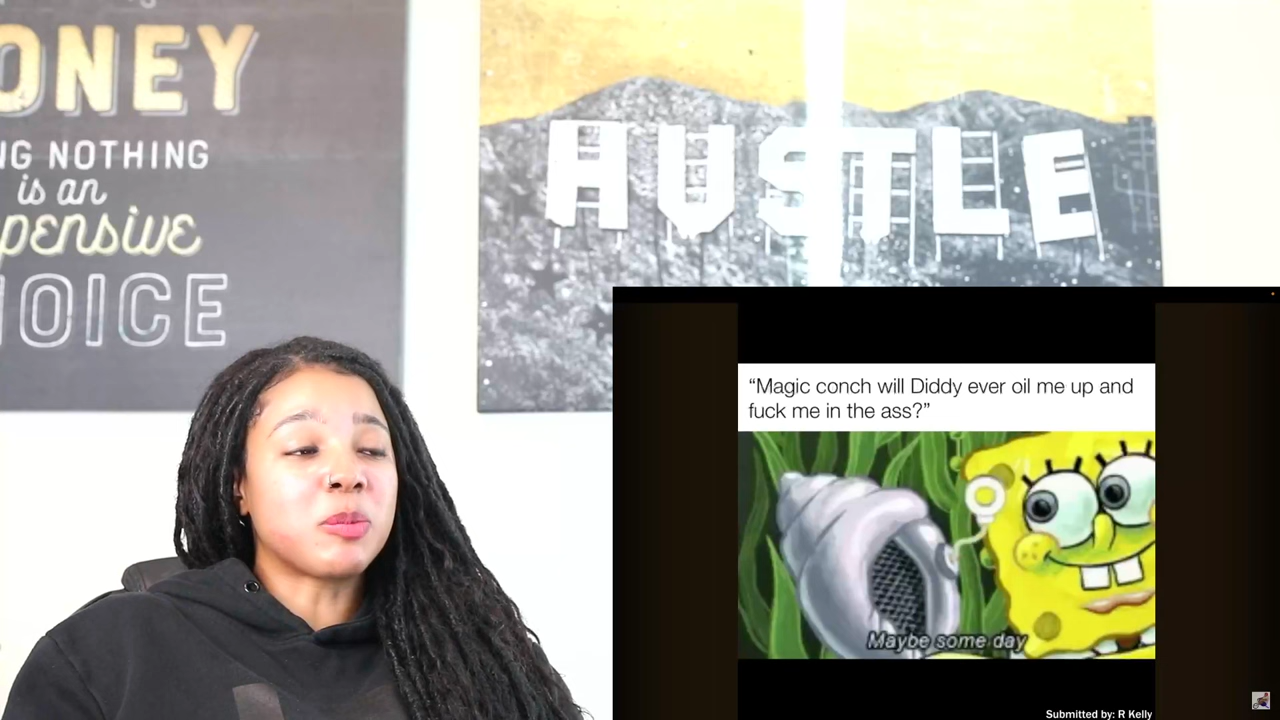 ONEY
NG NOTHING
is an
pensive
HOICE
HUSTLE
“Magic conch will Diddy ever oil me up and
fuck me in the ass?”
Maybe some day
Submitted by: R Kelly